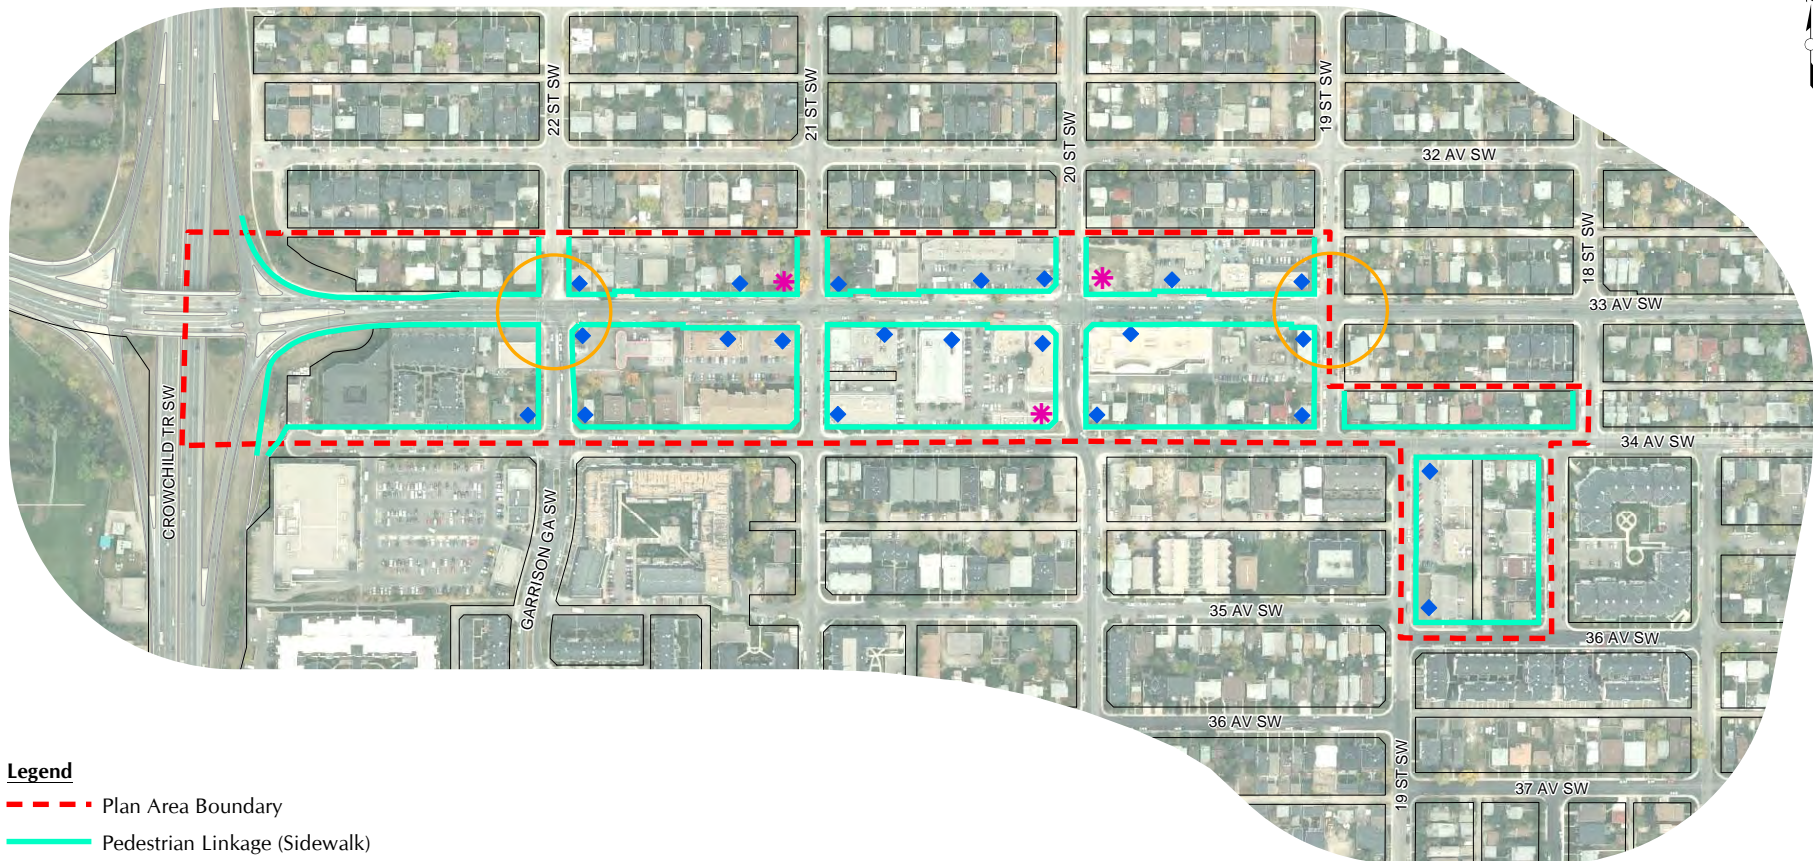 22 ST SW
21 ST SW
20 ST SW
19 ST SW
32 AV SW
18 ST SW
33 AV SW
CROWCHILD TR SW
34 AV SW
GARRISON GA SW
35 AV SW
36 AV SW
36 AV SW
19 ST SW
37 AV SW
Legend
Plan Area Boundary
Pedestrian Linkage (Sidewalk)